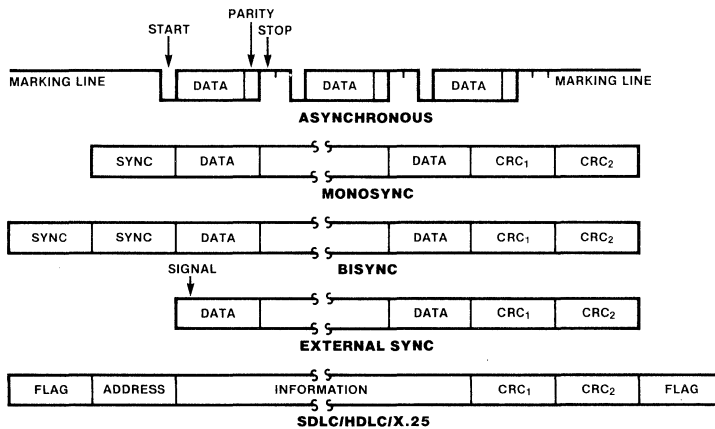 PARITY
START STOP
MARKING LINE DATA DATA DATA MARKING LINE
ASYNCHRONOUS
SYNC DATA DATA CRC₁ CRC₂
MONOSYNC
SYNC SYNC DATA DATA CRC₁ CRC₂
BISYNC
SIGNAL
DATA DATA CRC₁ CRC₂
EXTERNAL SYNC
FLAG ADDRESS INFORMATION CRC₁ CRC₂ FLAG
SDLC/HDLC/X.25